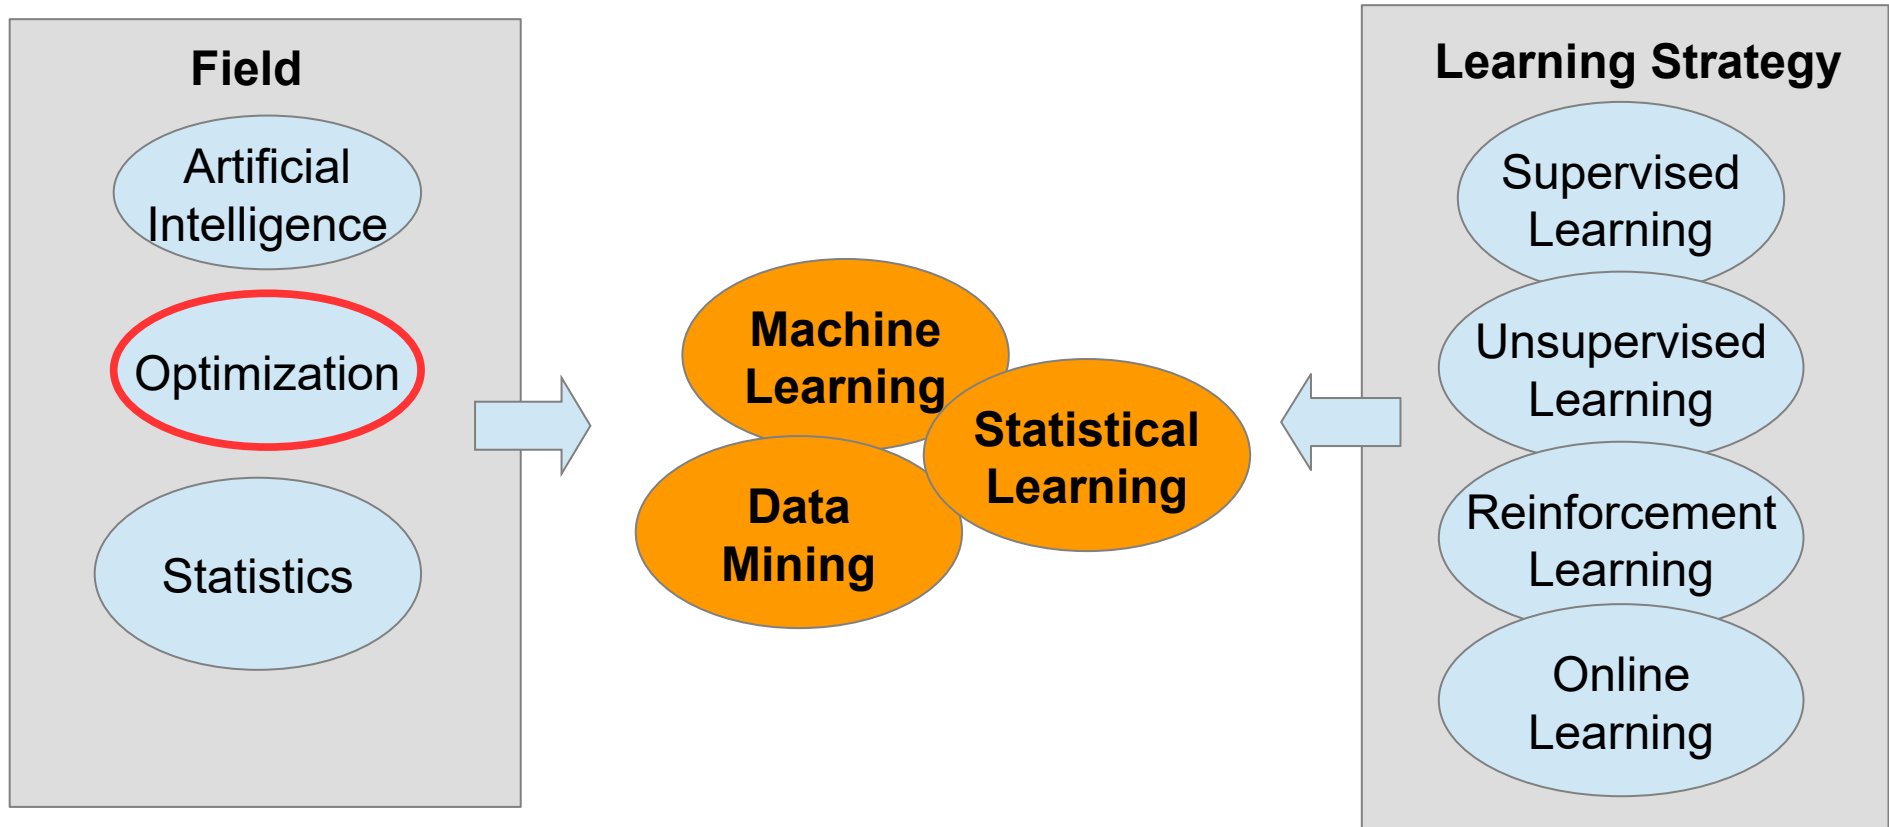 Field
Artificial
Intelligence
Optimization
Statistics
Machine
Learning
Statistical
Learning
Data
Mining
Learning Strategy
Supervised
Learning
Unsupervised
Learning
Reinforcement
Learning
Online
Learning